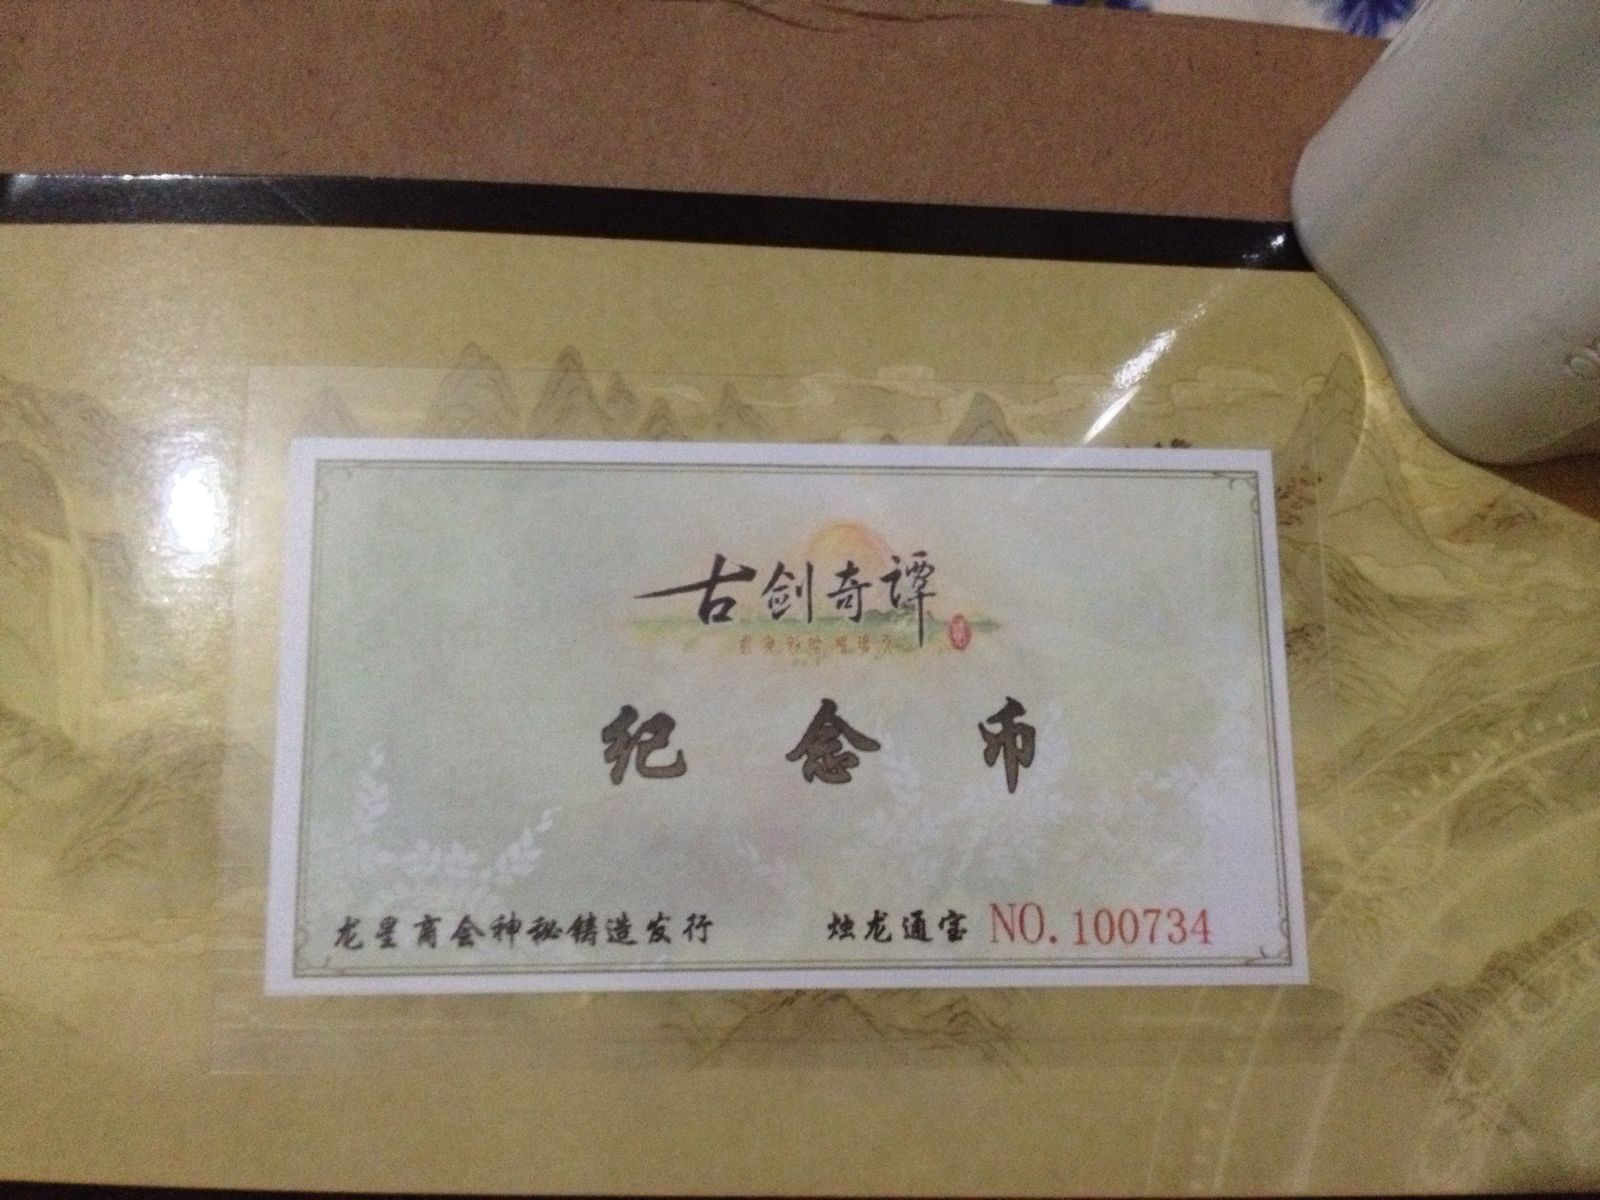 古剑奇谭
纪念币
龙星商会神秘铸造发行
烛龙通宝 NO. 100734